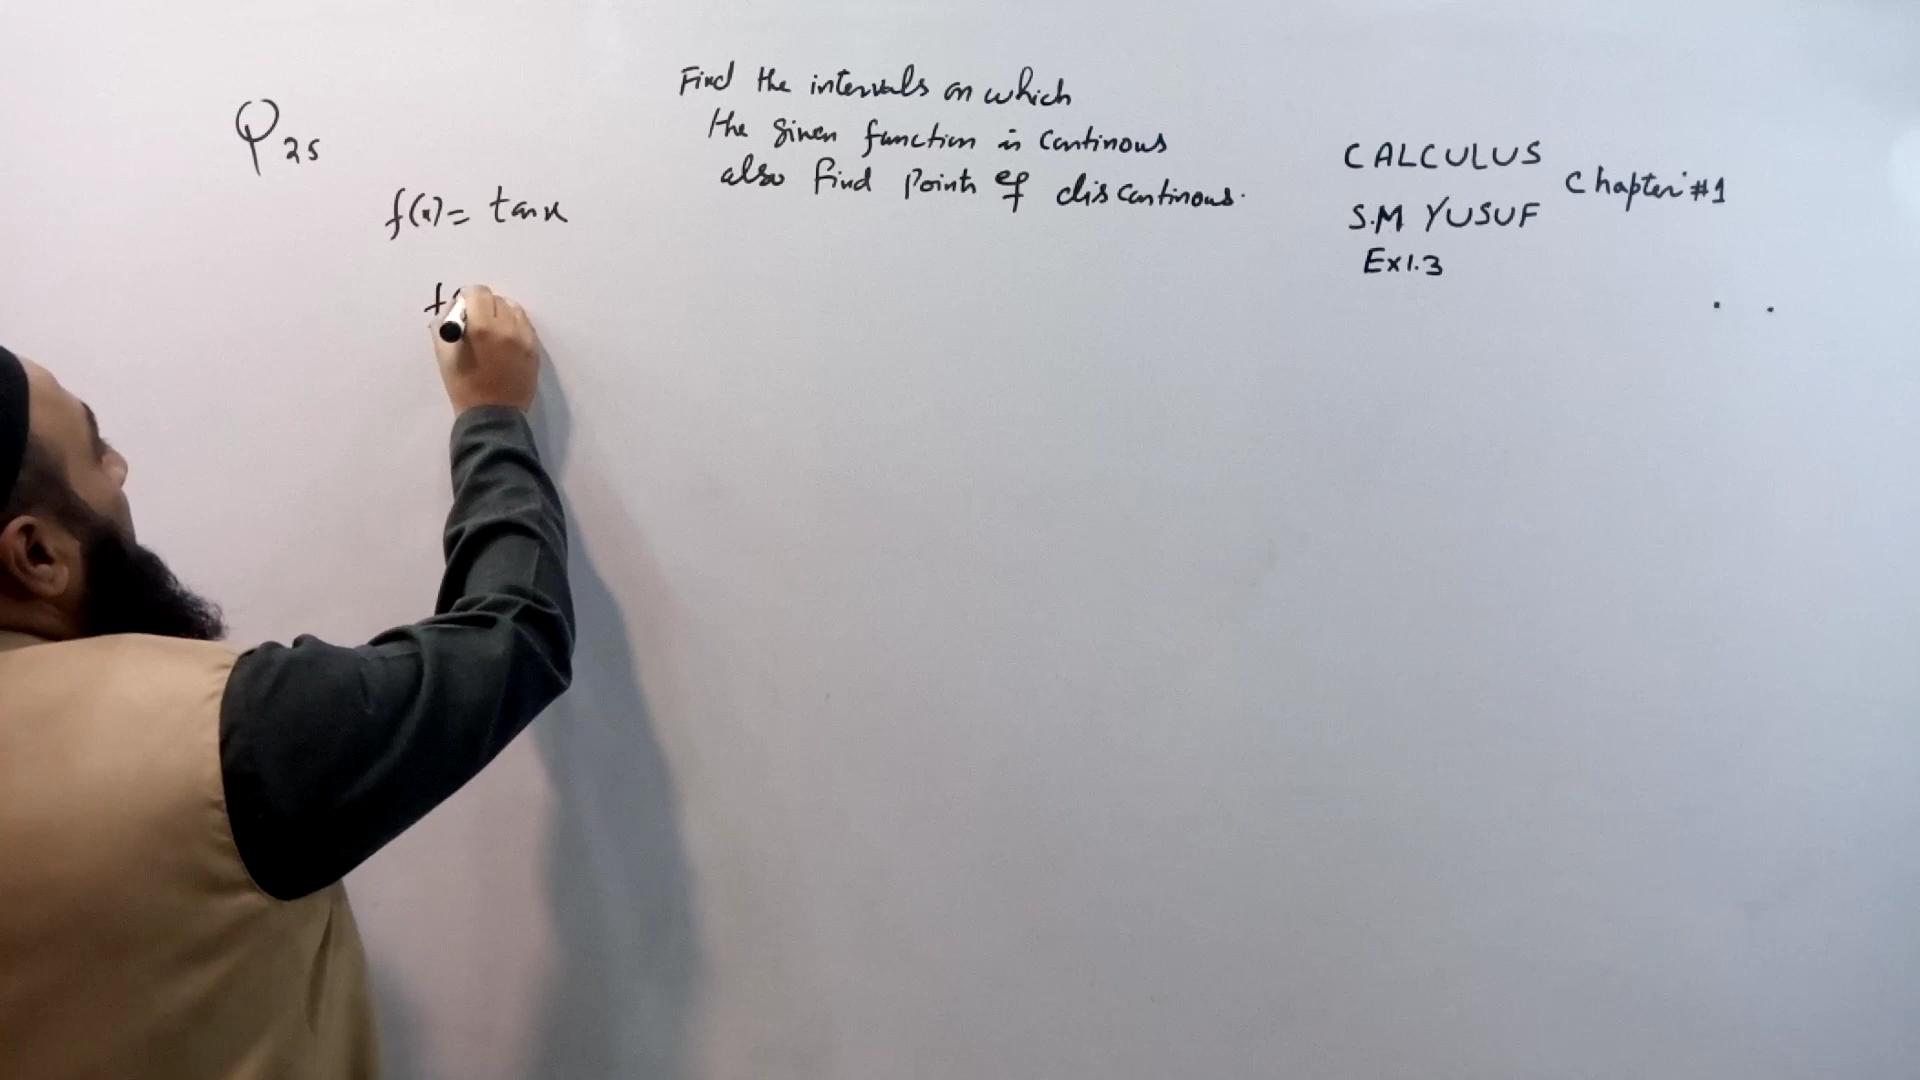 Q25
f(x) = tanx
f
Find the intervals on which
the given function is Continous
also find points of discontinous.
CALCULUS
S.M YUSUF
Ex1.3
Chapter #1